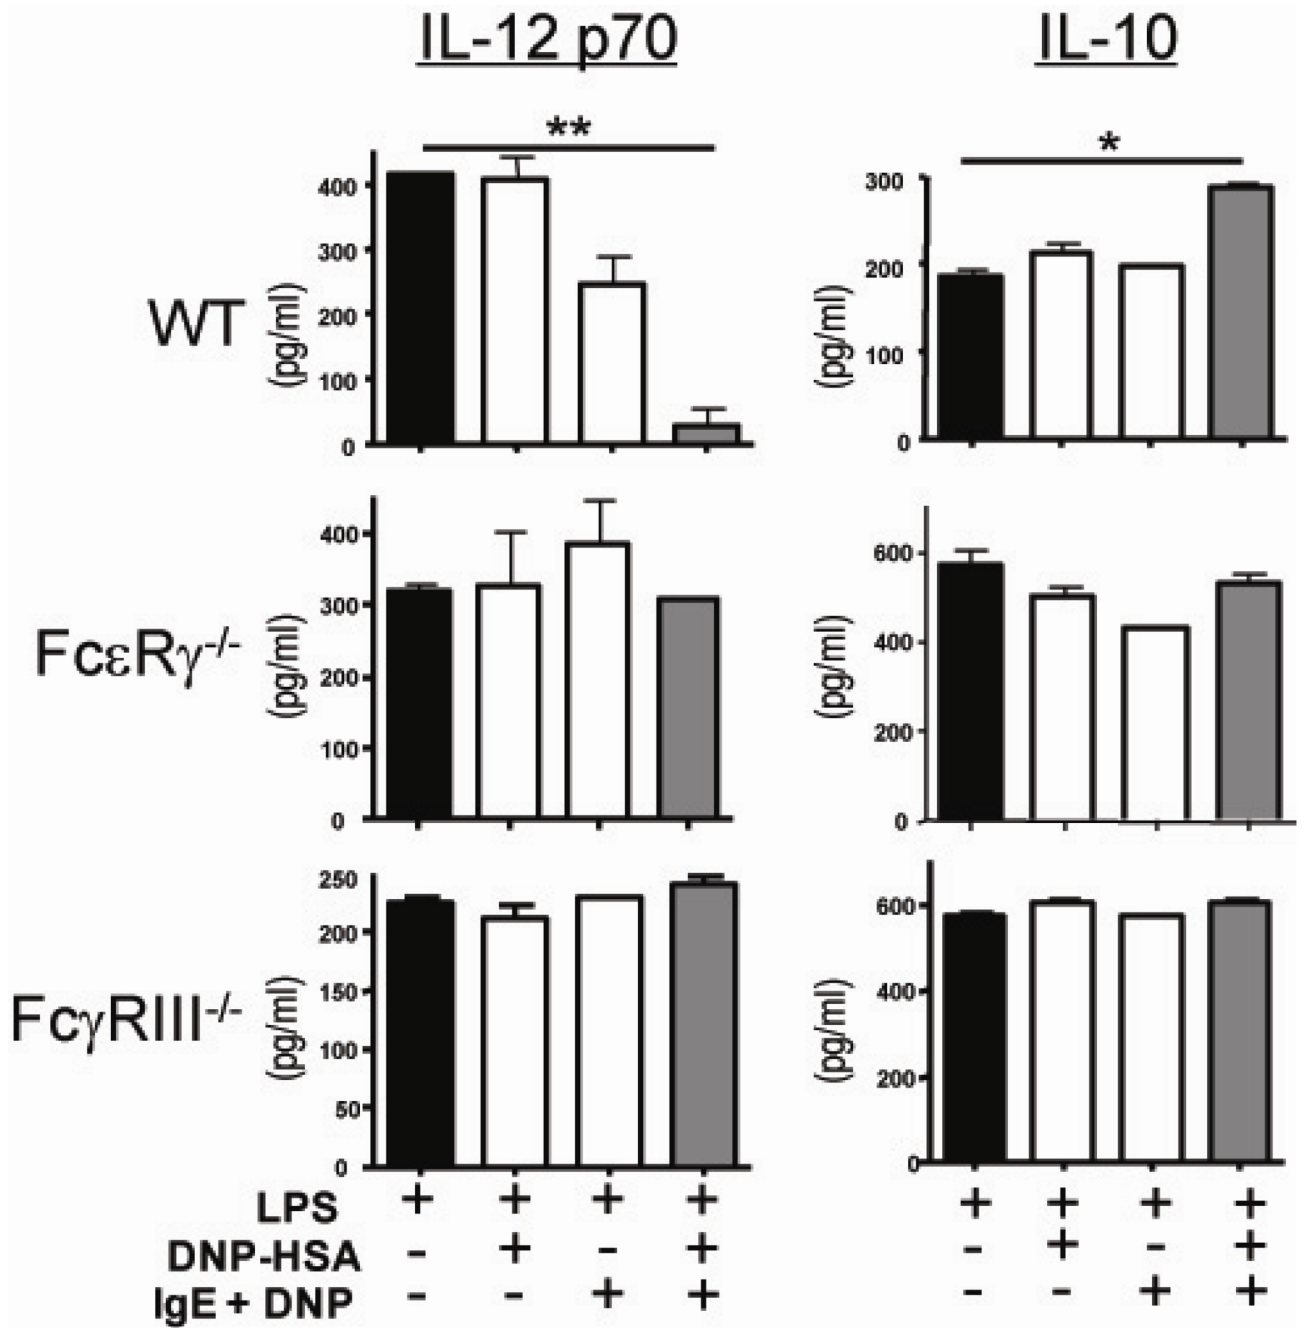 IL-12 p70 IL-10
** *
WT
(pg/ml)
400
300
200
100
0
(pg/ml)
300
200
100
0
FcεRγ-/-
(pg/ml)
400
300
200
100
0
(pg/ml)
600
400
200
0
FcγRIII-/-
(pg/ml)
250
200
150
100
50
0
(pg/ml)
600
400
200
0
LPS + + + + + + + +
DNP-HSA - + - + - + - +
IgE + DNP - - + + - - + +